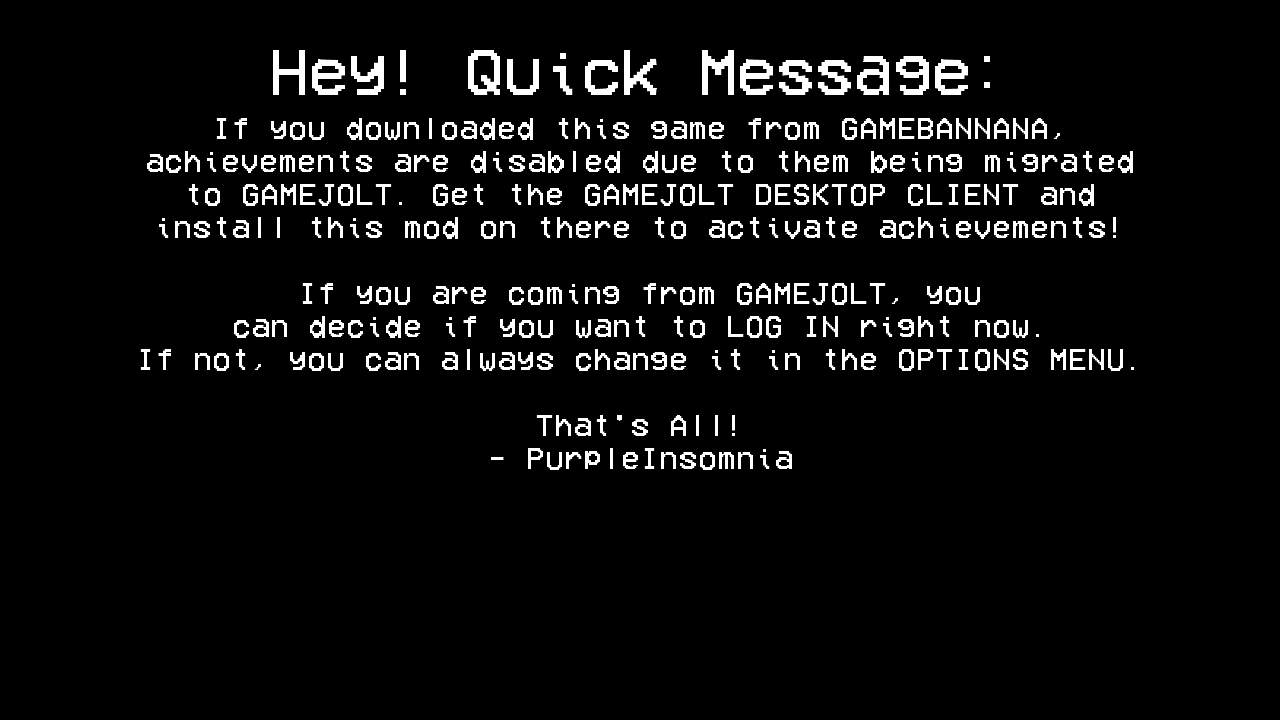 Hey! Quick Message:
If you downloaded this game from GAMEBANNANA,
achievements are disabled due to them being migrated
to GAMEJOLT. Get the GAMEJOLT DESKTOP CLIENT and
install this mod on there to activate achievements!
If you are coming from GAMEJOLT, you
can decide if you want to LOG IN right now.
If not, you can always change it in the OPTIONS MENU.
That's All!
- PurpleInsomnia